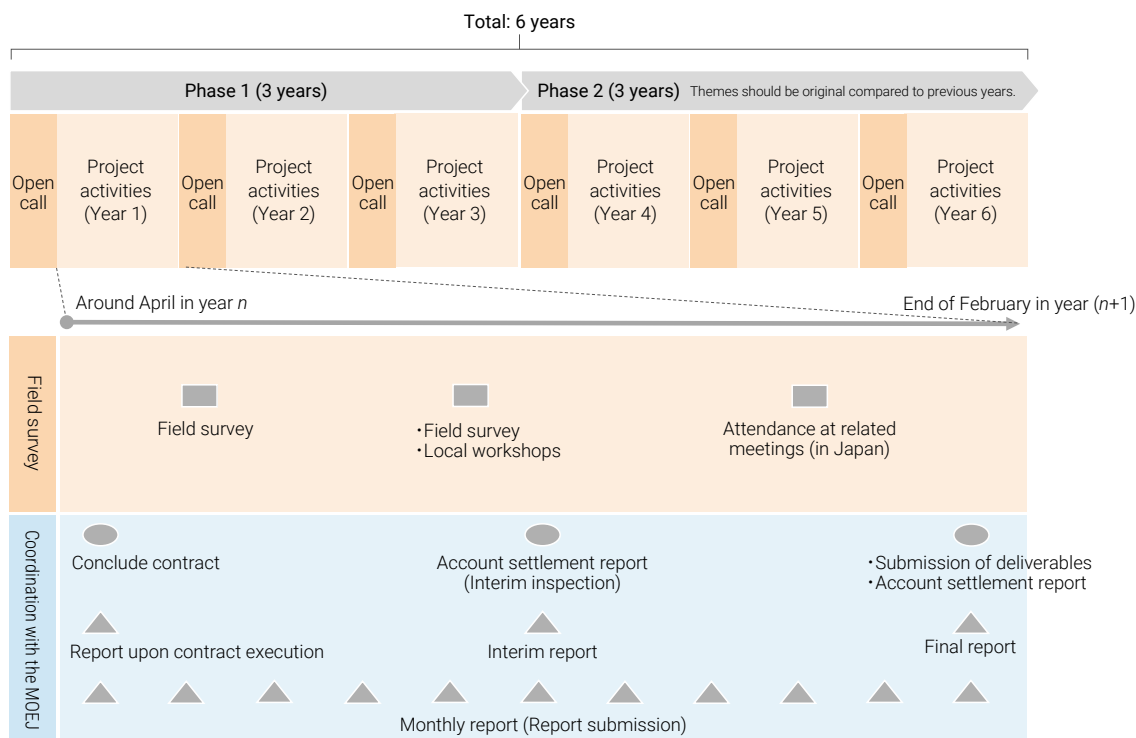 Total: 6 years
Phase 1 (3 years)
Phase 2 (3 years) Themes should be original compared to previous years.
Open
call
Project
activities
(Year 1)
Open
call
Project
activities
(Year 2)
Open
call
Project
activities
(Year 3)
Open
call
Project
activities
(Year 4)
Open
call
Project
activities
(Year 5)
Open
call
Project
activities
(Year 6)
Around April in year n
End of February in year (n+1)
Field survey
Field survey
・Field survey
・Local workshops
Attendance at related
meetings (in Japan)
Coordination with the MOEJ
Conclude contract
Account settlement report
(Interim inspection)
・Submission of deliverables
・Account settlement report
Report upon contract execution
Interim report
Final report
Monthly report (Report submission)